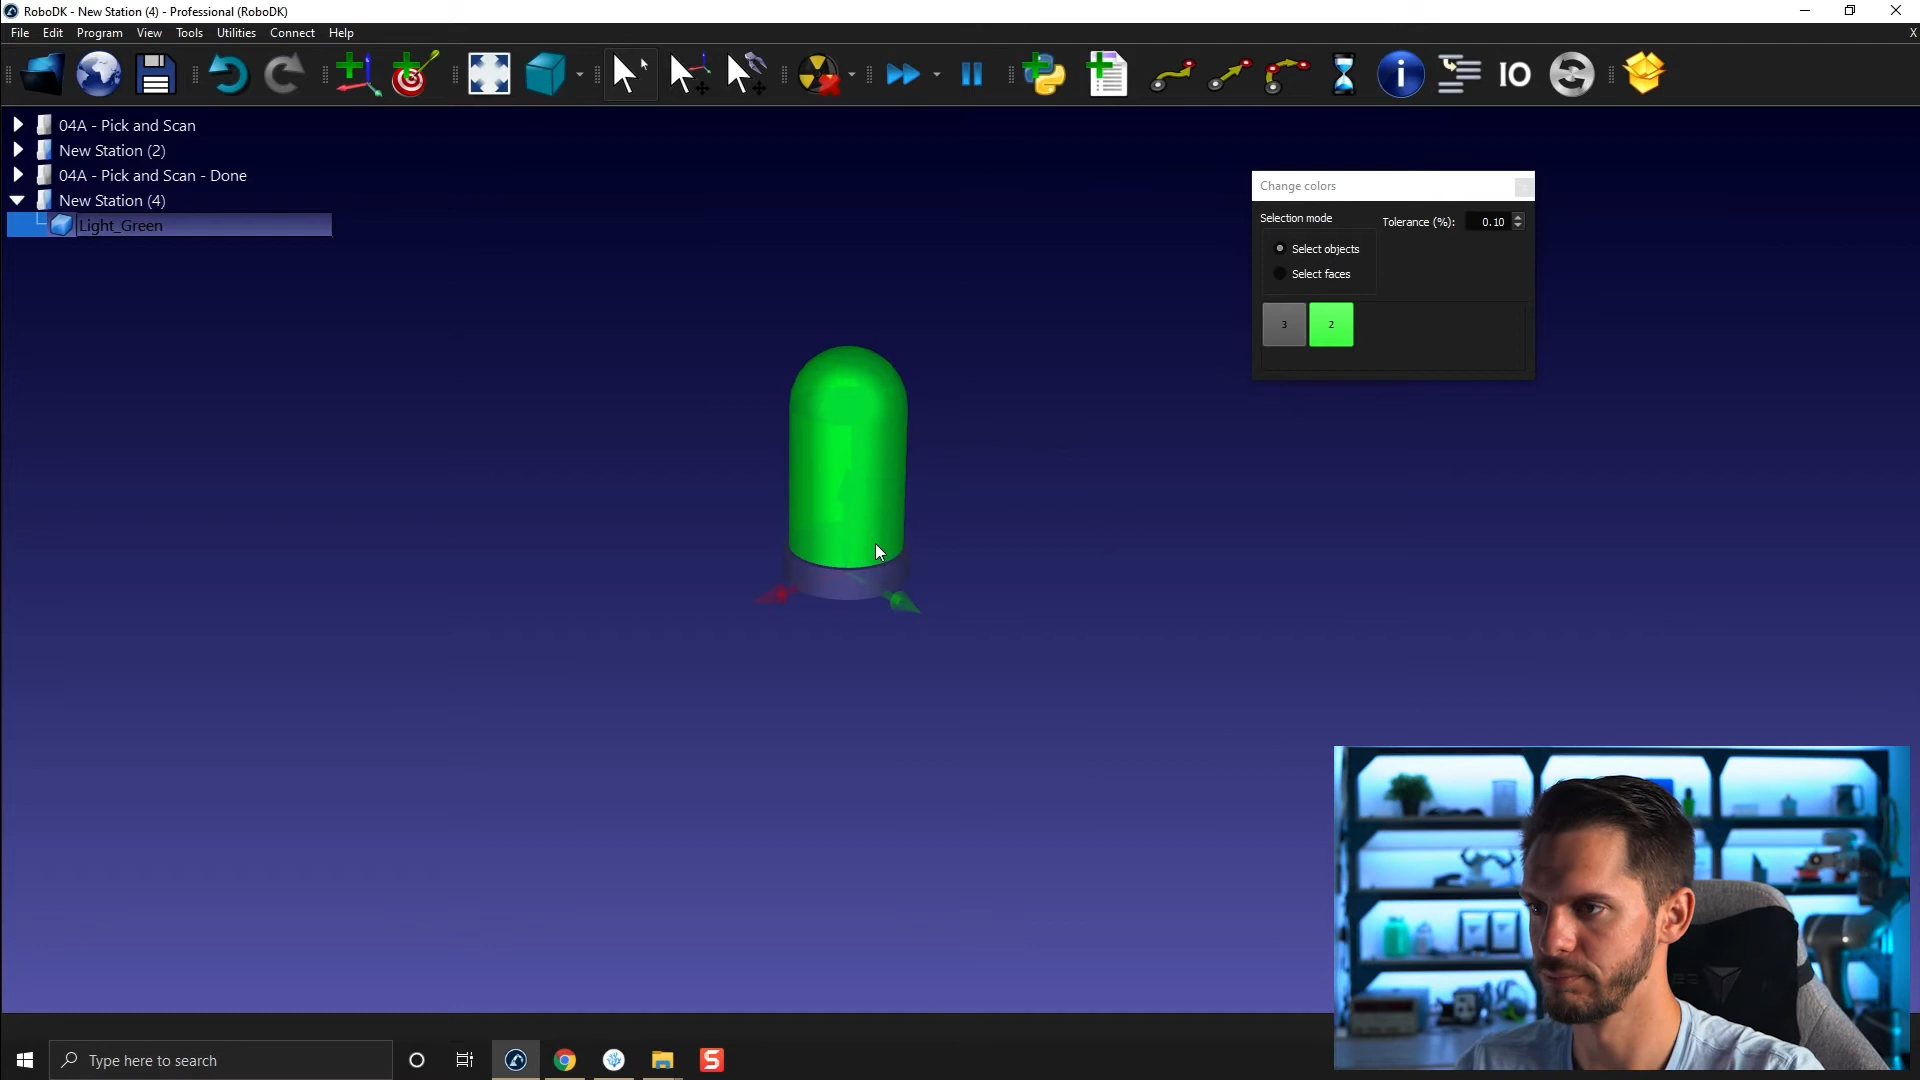 RoboDK - New Station (4) - Professional (RoboDK)
File Edit Program View Tools Utilities Connect Help
X
IO
04A - Pick and Scan
New Station (2)
04A - Pick and Scan - Done
New Station (4)
Light_Green
Change colors
Selection mode
Tolerance (%): 0.10
Select objects
Select faces
3 2
Type here to search
S